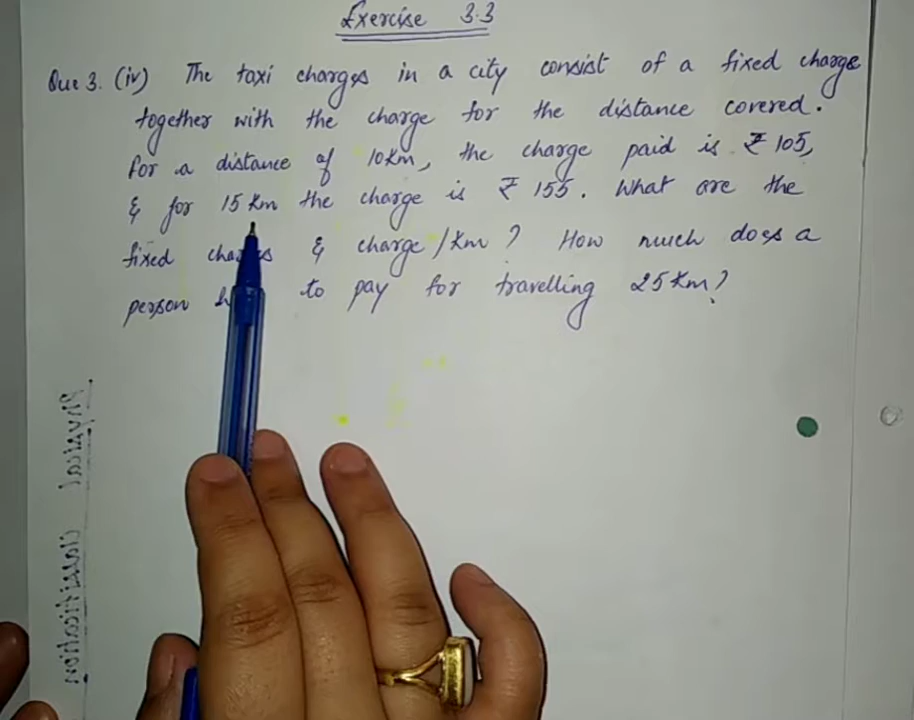 Exercise 3.3
Que 3. (iv) The taxi charges in a city consist of a fixed charge
together with the charge for the distance covered.
For a distance of 10km, the charge paid is ₹ 105,
& for 15 km the charge is ₹ 155. What are the
fixed & charge / km ? How much does a
person to pay for travelling 25 km?